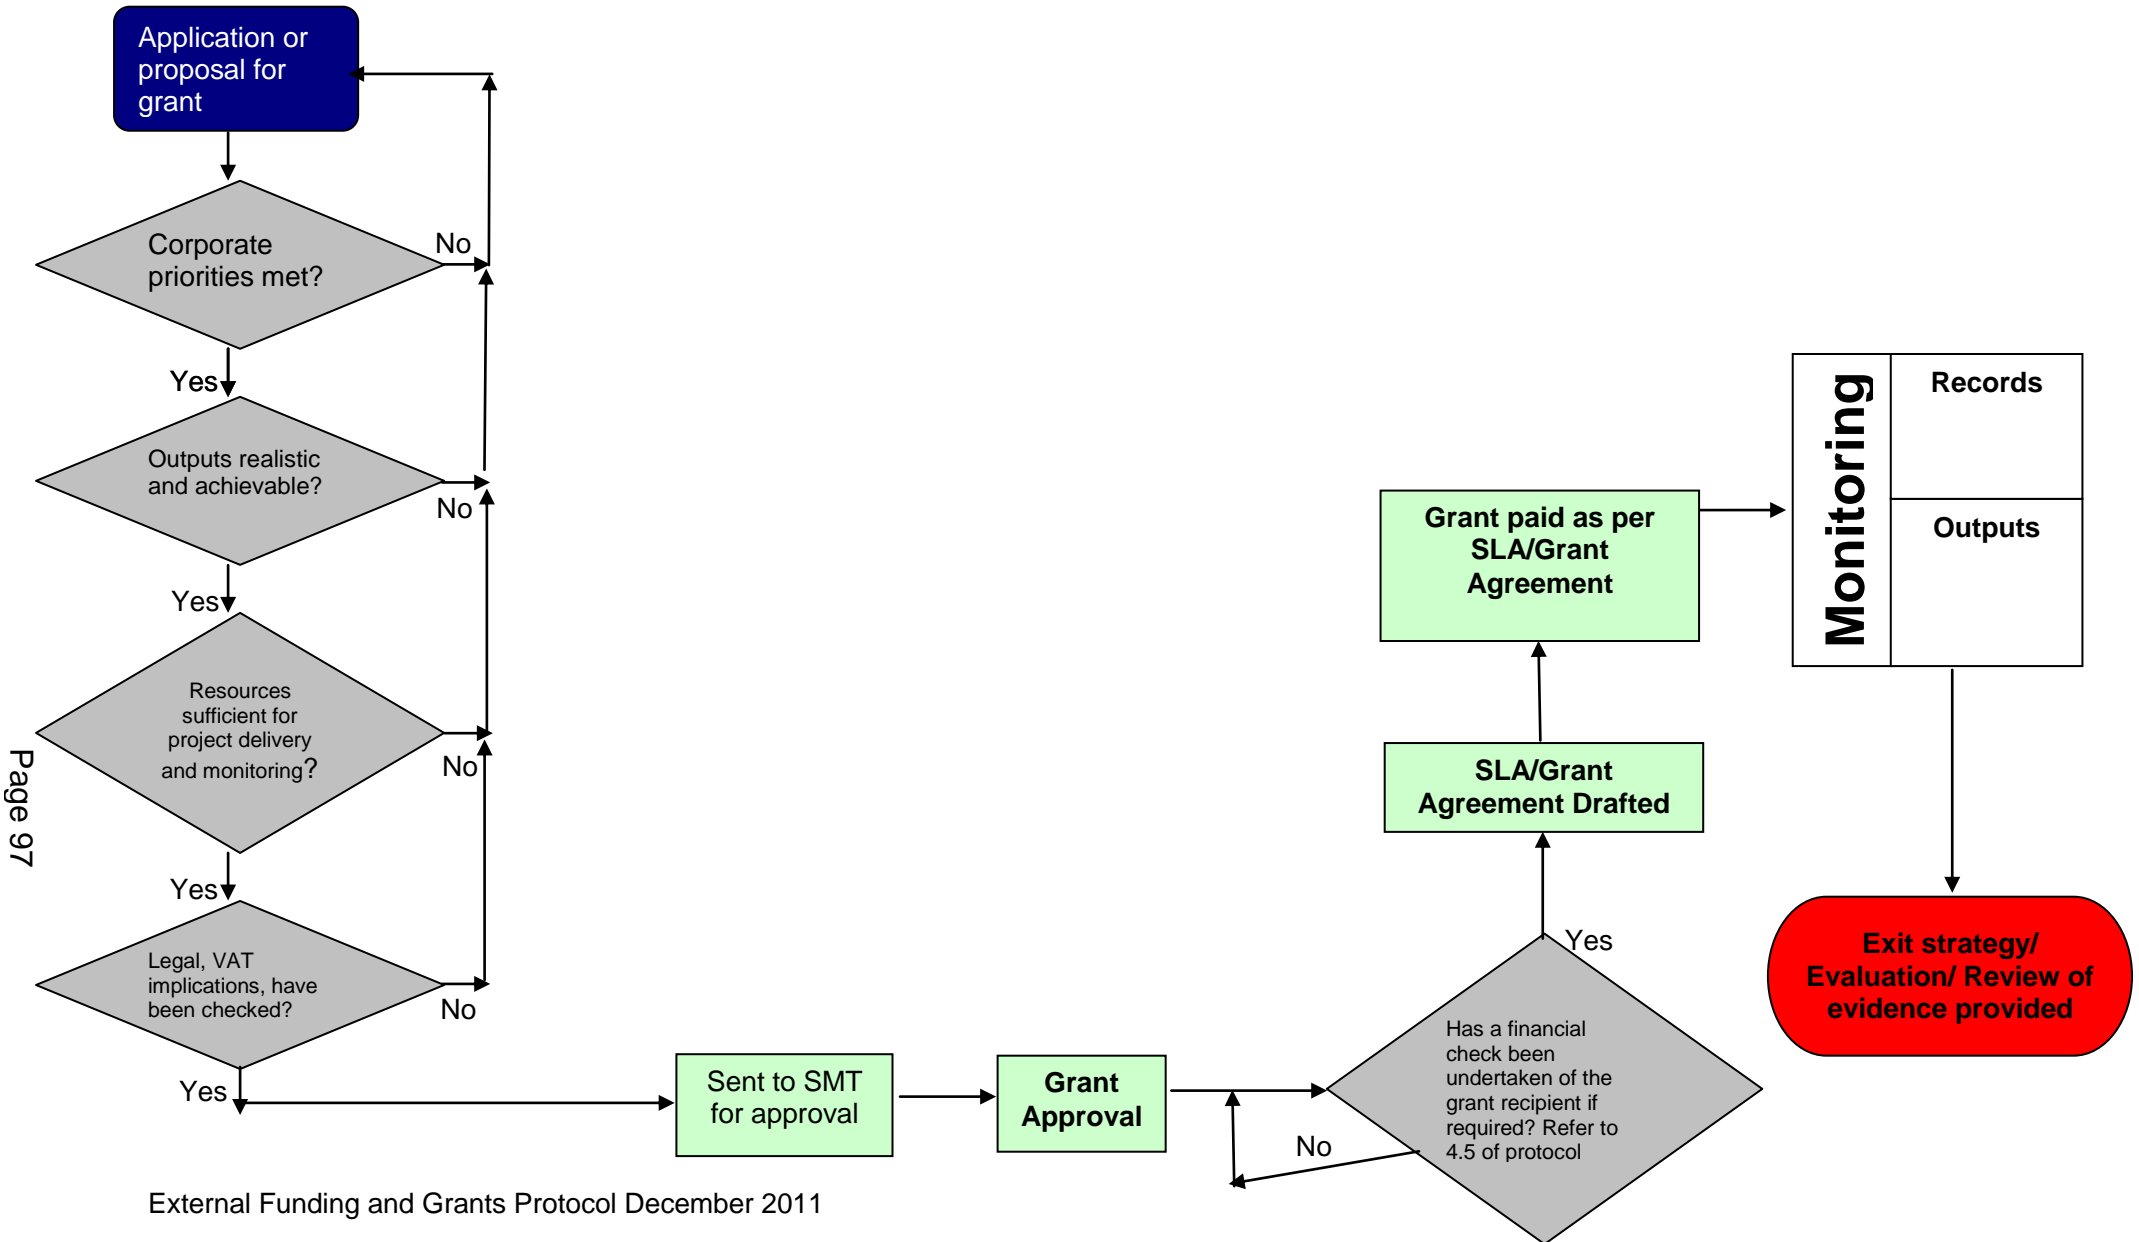 Application or
proposal for
grant
Corporate
priorities met?
No
Yes
Outputs realistic
and achievable?
No
Yes
Resources
sufficient for
project delivery
and monitoring?
No
Yes
Legal, VAT
implications, have
been checked?
No
Yes
Sent to SMT
for approval
Grant
Approval
Has a financial
check been
undertaken of the
grant recipient if
required? Refer to
4.5 of protocol
No
Yes
SLA/Grant
Agreement Drafted
Grant paid as per
SLA/Grant
Agreement
Monitoring
Records
Outputs
Exit strategy/
Evaluation/ Review of
evidence provided
Page 97
External Funding and Grants Protocol December 2011